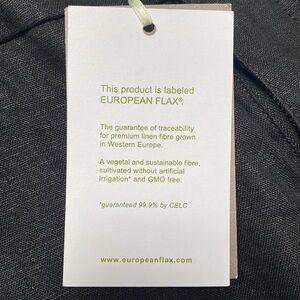 This product is labeled
EUROPEAN FLAX®.
The guarantee of traceability
for premium linen fibre grown
in Western Europe.
A vegetal and sustainable fibre,
cultivated without artificial
irrigation* and GMO free.
*guaranteed 99.9% by CELC
www.europeanflax.com